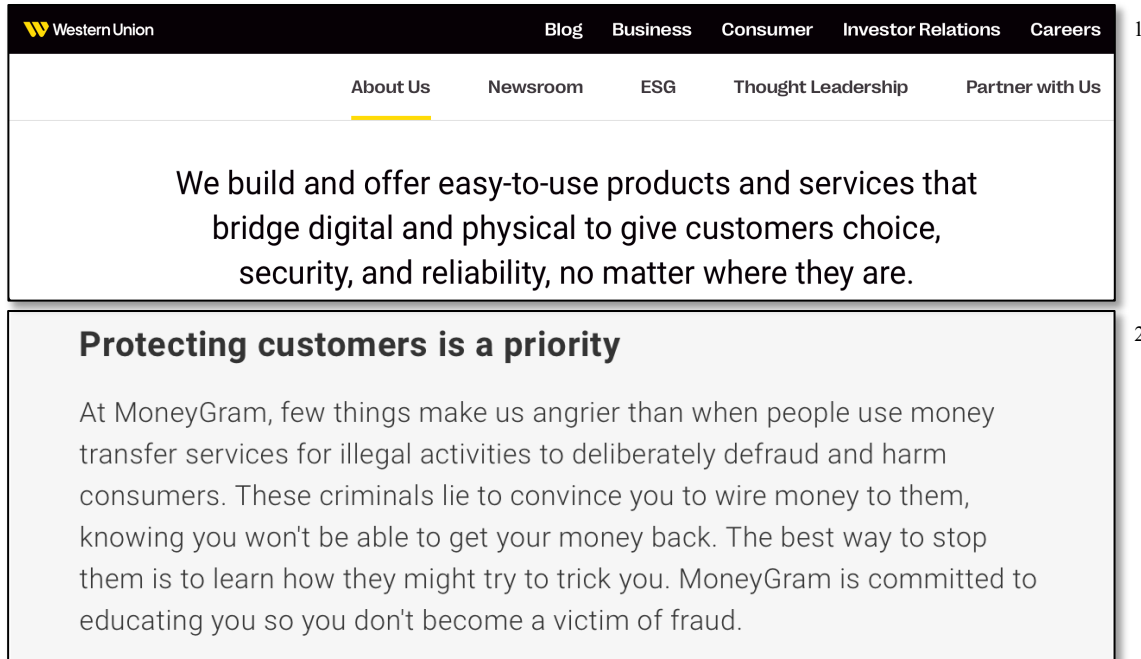 Western Union Blog Business Consumer Investor Relations Careers
1
About Us Newsroom ESG Thought Leadership Partner with Us
We build and offer easy-to-use products and services that
bridge digital and physical to give customers choice,
security, and reliability, no matter where they are.
2
Protecting customers is a priority
At MoneyGram, few things make us angrier than when people use money
transfer services for illegal activities to deliberately defraud and harm
consumers. These criminals lie to convince you to wire money to them,
knowing you won't be able to get your money back. The best way to stop
them is to learn how they might try to trick you. MoneyGram is committed to
educating you so you don't become a victim of fraud.